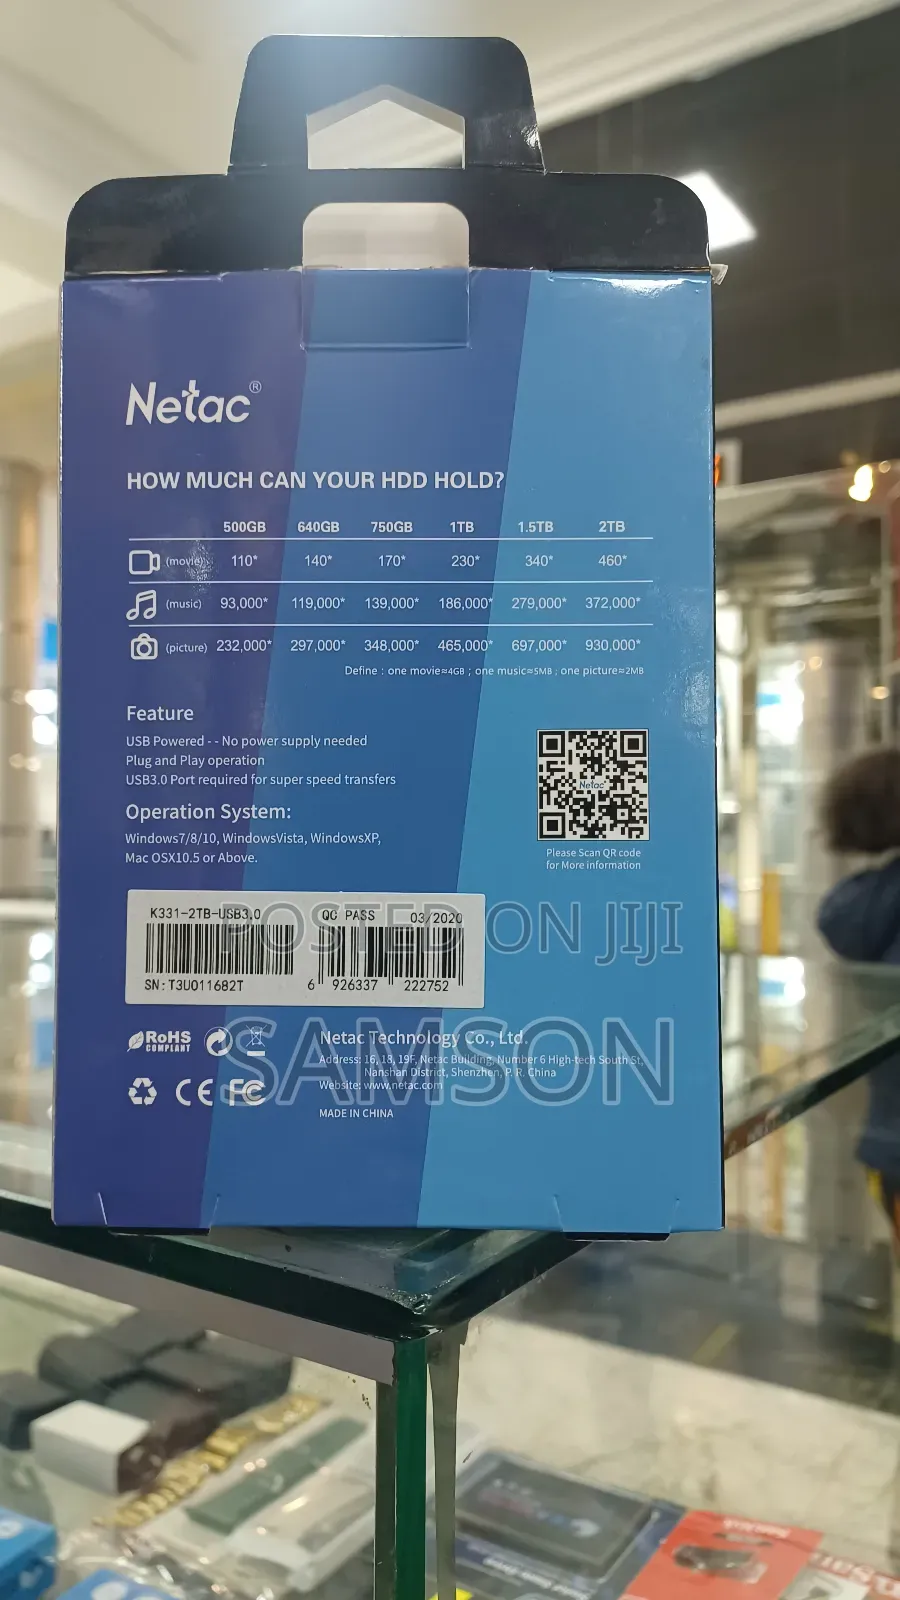 Netac®
HOW MUCH CAN YOUR HDD HOLD?
500GB 640GB 750GB 1TB 1.5TB 2TB
(movie) 110* 140* 170* 230* 340* 460*
(music) 93,000* 119,000* 139,000* 186,000* 279,000* 372,000*
(picture) 232,000* 297,000* 348,000* 465,000* 697,000* 930,000*
Define : one movie≈4GB ; one music≈5MB ; one picture≈2MB
Feature
USB Powered - - No power supply needed
Plug and Play operation
USB3.0 Port required for super speed transfers
Operation System:
Windows7/8/10, WindowsVista, WindowsXP,
Mac OSX10.5 or Above.
Netac
Please Scan QR code
for More information
K331-2TB-USB3.0 QC PASS 03/2020
SN:T3U011682T 6 926337 222752
POSTED ON JIJI
SAMSON
RoHS
COMPLIANT
CE FC
Netac Technology Co., Ltd.
Address: 16, 18, 19F, Netac Building, Number 6 High-tech South St,
Nanshan District, Shenzhen, P. R. China
Website: www.netac.com
MADE IN CHINA